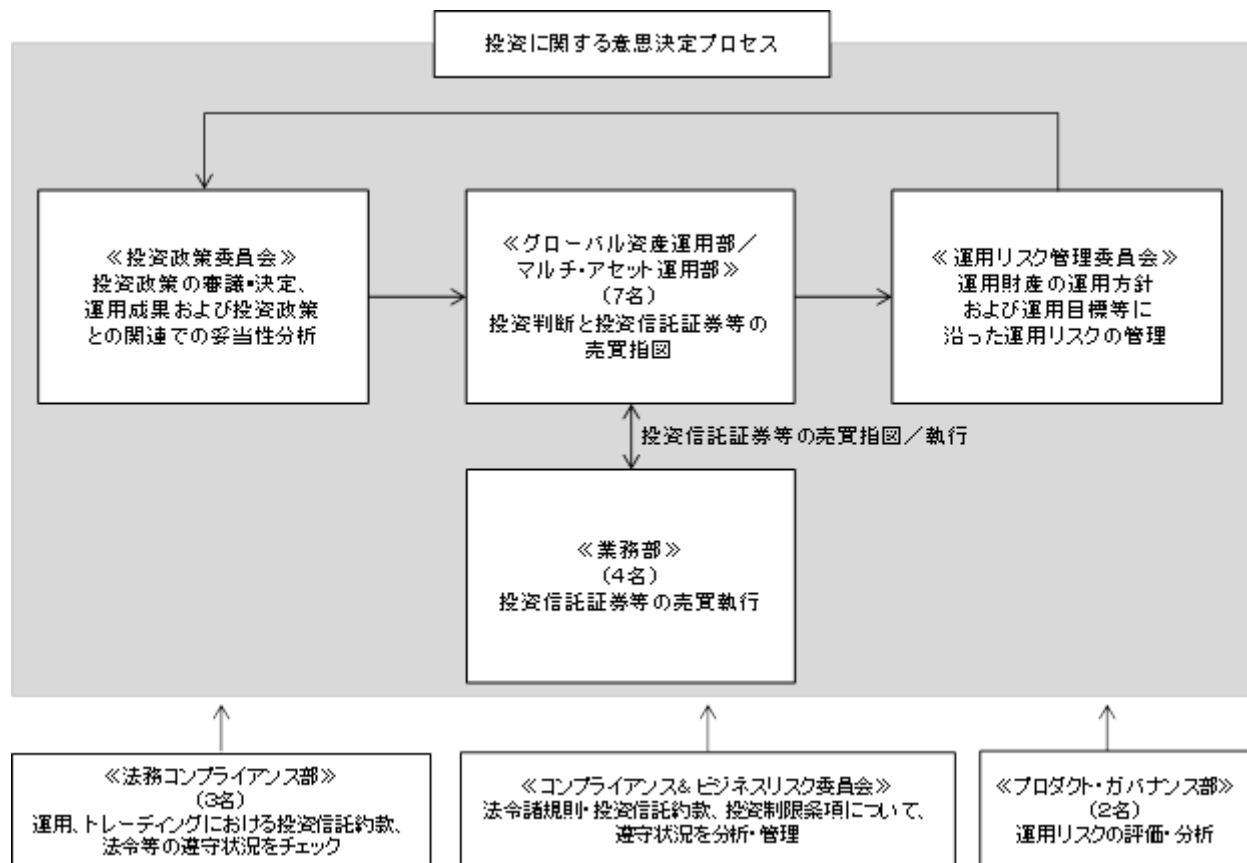 投資に関する意思決定プロセス
≪投資政策委員会≫
投資政策の審議・決定、
運用成果および投資政策
との関連での妥当性分析
≪グローバル資産運用部／
マルチ・アセット運用部≫
(7名)
投資判断と投資信託証券等の
売買指図
≪運用リスク管理委員会≫
運用財産の運用方針
および運用目標等に
沿った運用リスクの管理
投資信託証券等の売買指図／執行
≪業務部≫
(4名)
投資信託証券等の売買執行
≪法務コンプライアンス部≫
(3名)
運用、トレーディングにおける投資信託約款、
法令等の遵守状況をチェック
≪コンプライアンス＆ビジネスリスク委員会≫
法令諸規則・投資信託約款、投資制限条項について、
遵守状況を分析・管理
≪プロダクト・ガバナンス部≫
(2名)
運用リスクの評価・分析